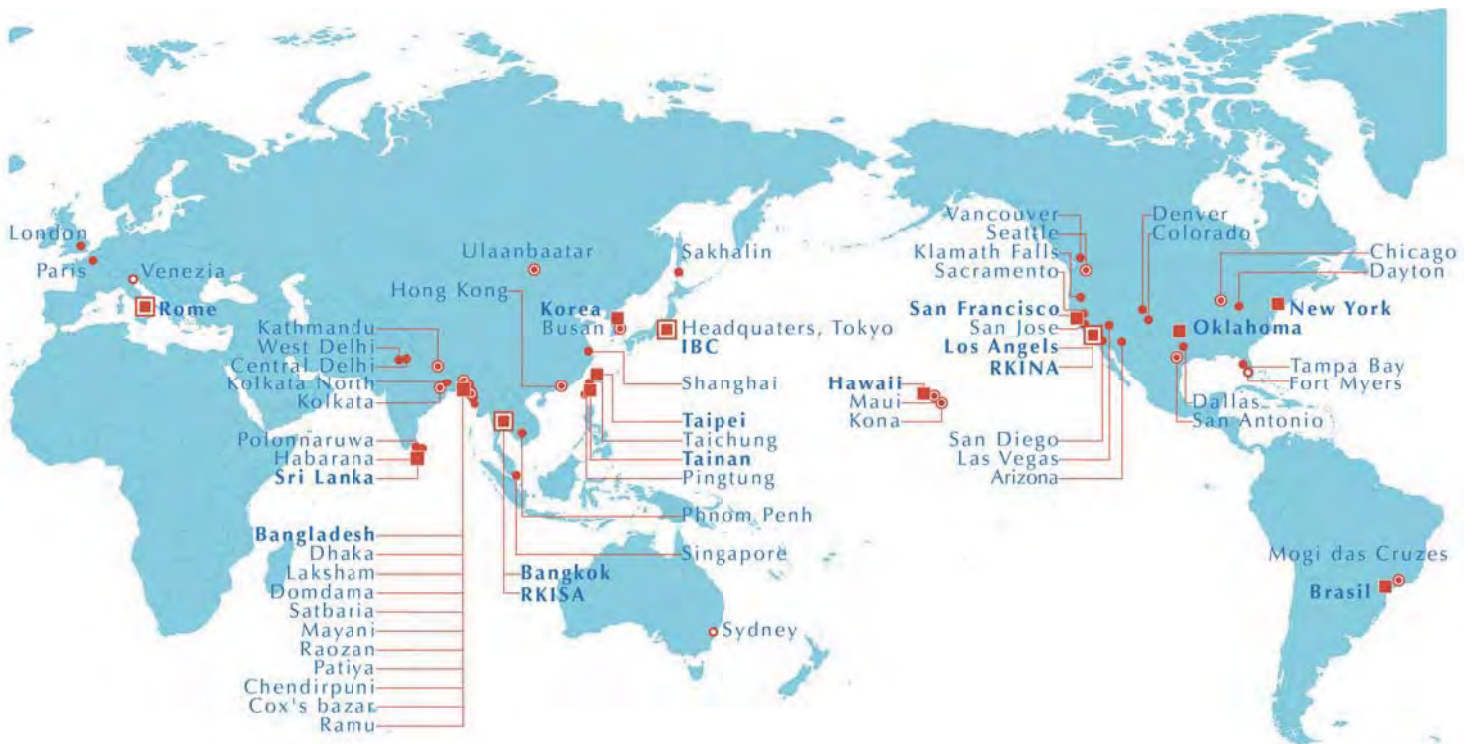 London
Paris
Venezia
Rome
Ulaanbaatar
Sakhalin
Hong Kong
Korea
Busan
Headquaters, Tokyo
IBC
Kathmandu
West Delhi
Central Delhi
Kolkata North
Kolkata
Polonnaruwa
Habarana
Sri Lanka
Shanghai
Taipei
Taichung
Tainan
Pingtung
Phnom Penh
Singapore
Bangkok
RKISA
Bangladesh
Dhaka
Laksham
Domdama
Satbaria
Mayani
Raozan
Patiya
Chendirpuni
Cox's bazar
Ramu
Sydney
Vancouver
Seattle
Klamath Falls
Sacramento
San Francisco
San Jose
Los Angels
RKINA
Hawaii
Maui
Kona
San Diego
Las Vegas
Arizona
Denver
Colorado
Chicago
Dayton
New York
Oklahoma
Tampa Bay
Fort Myers
Dallas
San Antonio
Mogi das Cruzes
Brasil